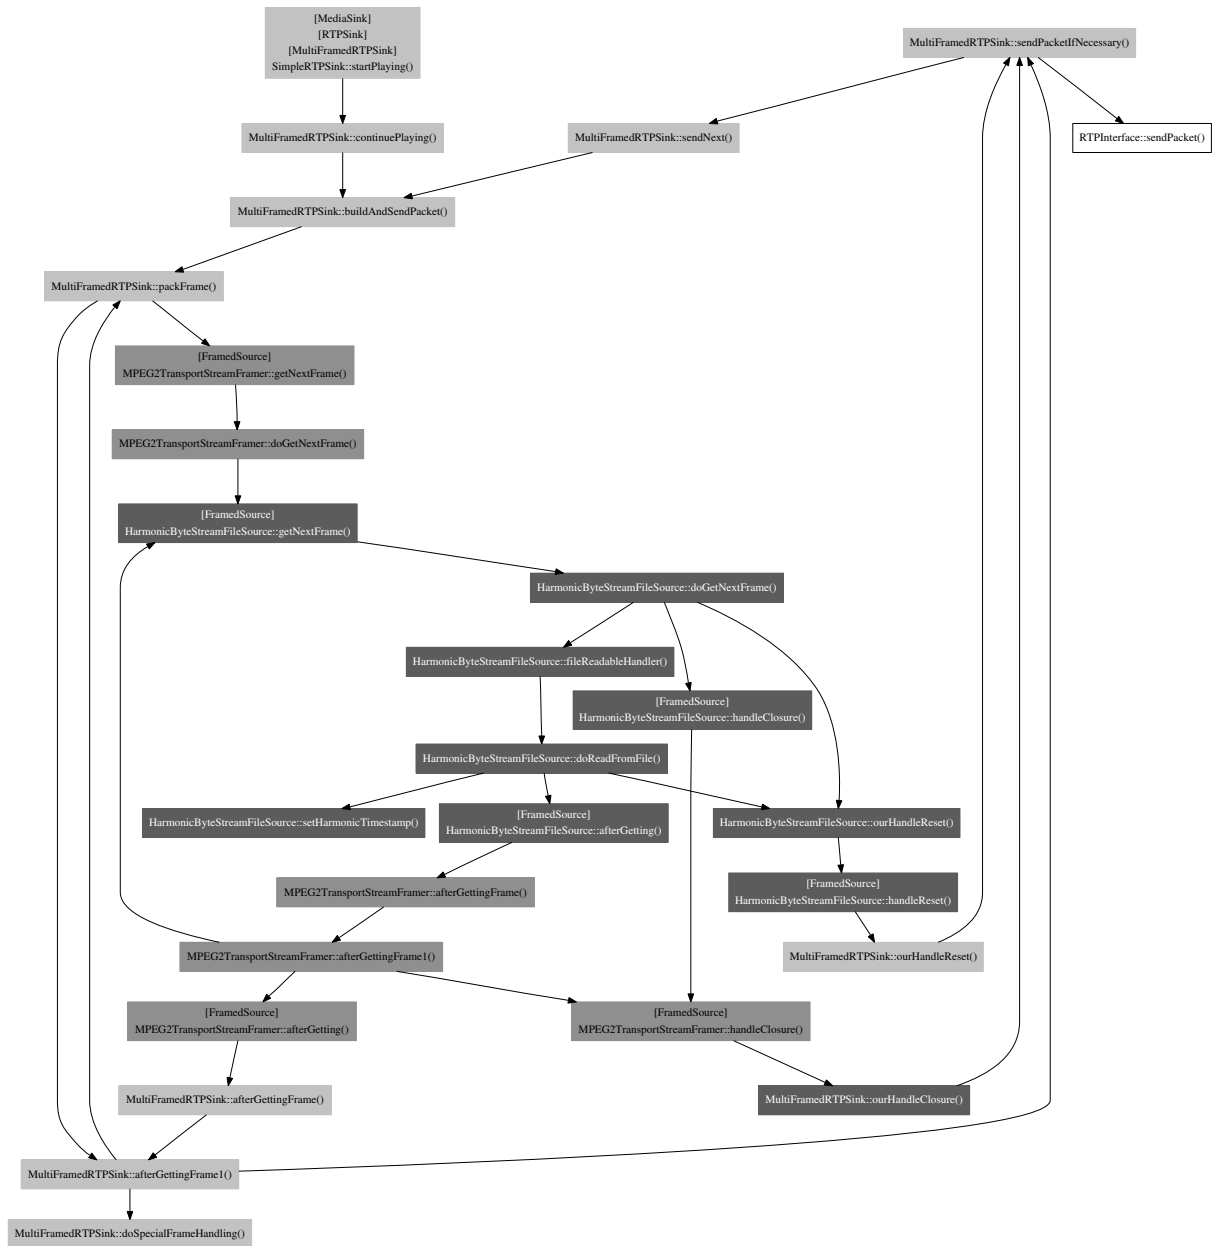 [MediaSink]
[RTPSink]
[MultiFramedRTPSink]
SimpleRTPSink::startPlaying()
MultiFramedRTPSink::sendPacketIfNecessary()
MultiFramedRTPSink::continuePlaying()
MultiFramedRTPSink::sendNext()
RTPInterface::sendPacket()
MultiFramedRTPSink::buildAndSendPacket()
MultiFramedRTPSink::packFrame()
[FramedSource]
MPEG2TransportStreamFramer::getNextFrame()
MPEG2TransportStreamFramer::doGetNextFrame()
[FramedSource]
HarmonicByteStreamFileSource::getNextFrame()
HarmonicByteStreamFileSource::doGetNextFrame()
HarmonicByteStreamFileSource::fileReadableHandler()
[FramedSource]
HarmonicByteStreamFileSource::handleClosure()
HarmonicByteStreamFileSource::doReadFromFile()
HarmonicByteStreamFileSource::setHarmonicTimestamp()
[FramedSource]
HarmonicByteStreamFileSource::afterGetting()
HarmonicByteStreamFileSource::ourHandleReset()
MPEG2TransportStreamFramer::afterGettingFrame()
[FramedSource]
HarmonicByteStreamFileSource::handleReset()
MPEG2TransportStreamFramer::afterGettingFrame1()
MultiFramedRTPSink::ourHandleReset()
[FramedSource]
MPEG2TransportStreamFramer::afterGetting()
[FramedSource]
MPEG2TransportStreamFramer::handleClosure()
MultiFramedRTPSink::afterGettingFrame()
MultiFramedRTPSink::ourHandleClosure()
MultiFramedRTPSink::afterGettingFrame1()
MultiFramedRTPSink::doSpecialFrameHandling()